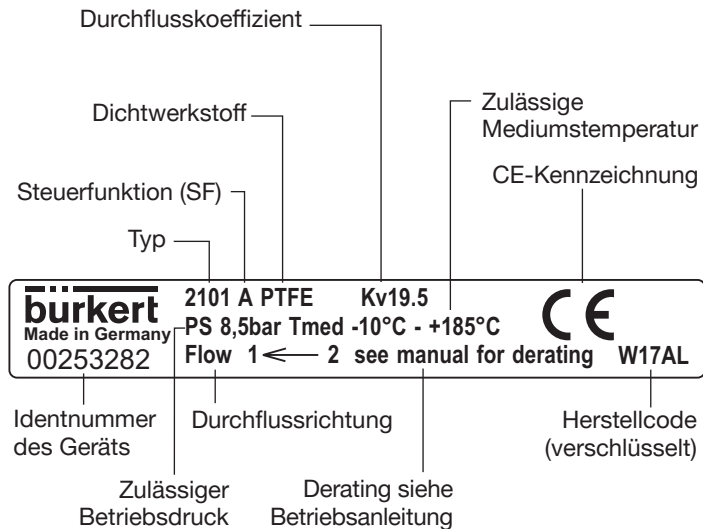 Durchflusskoeffizient
Dichtwerkstoff
Zulässige
Mediumstemperatur
CE-Kennzeichnung
Steuerfunktion (SF)
Typ
bürkert
Made in Germany
00253282
2101 A PTFE Kv19.5
PS 8,5bar Tmed -10°C - +185°C
Flow 1 ← 2 see manual for derating W17AL
CE
Identnummer
des Geräts
Durchflussrichtung
Herstellcode
(verschlüsselt)
Zulässiger
Betriebsdruck
Derating siehe
Betriebsanleitung